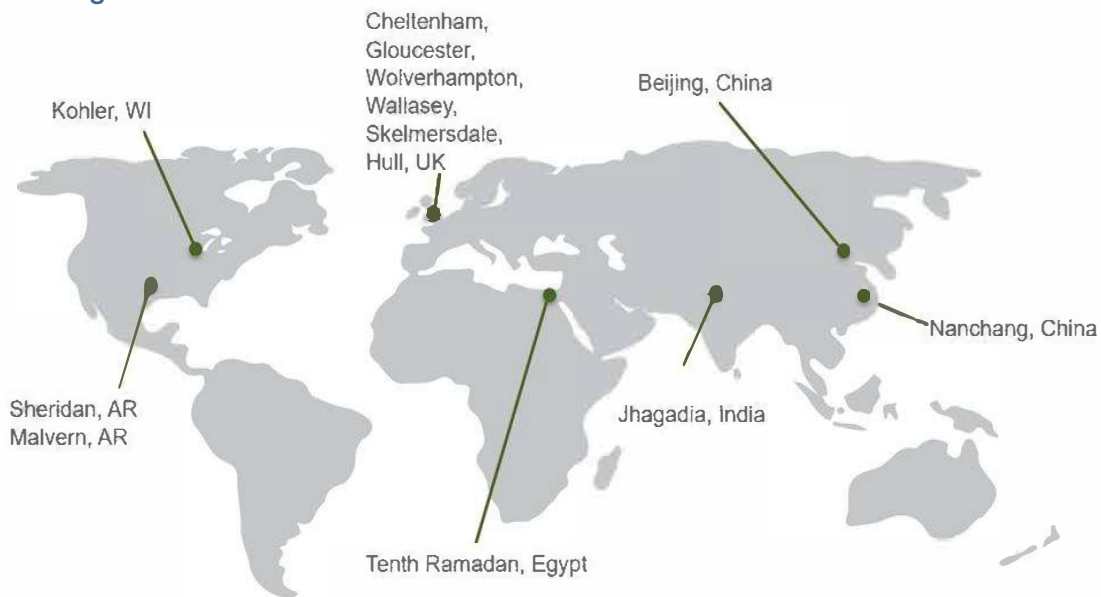 Cheltenham,
Gloucester,
Wolverhampton,
Wallasey,
Skelmersdale,
Hull, UK
Kohler, WI
Beijing, China
Nanchang, China
Sheridan, AR
Malvern, AR
Jhagadia, India
Tenth Ramadan, Egypt